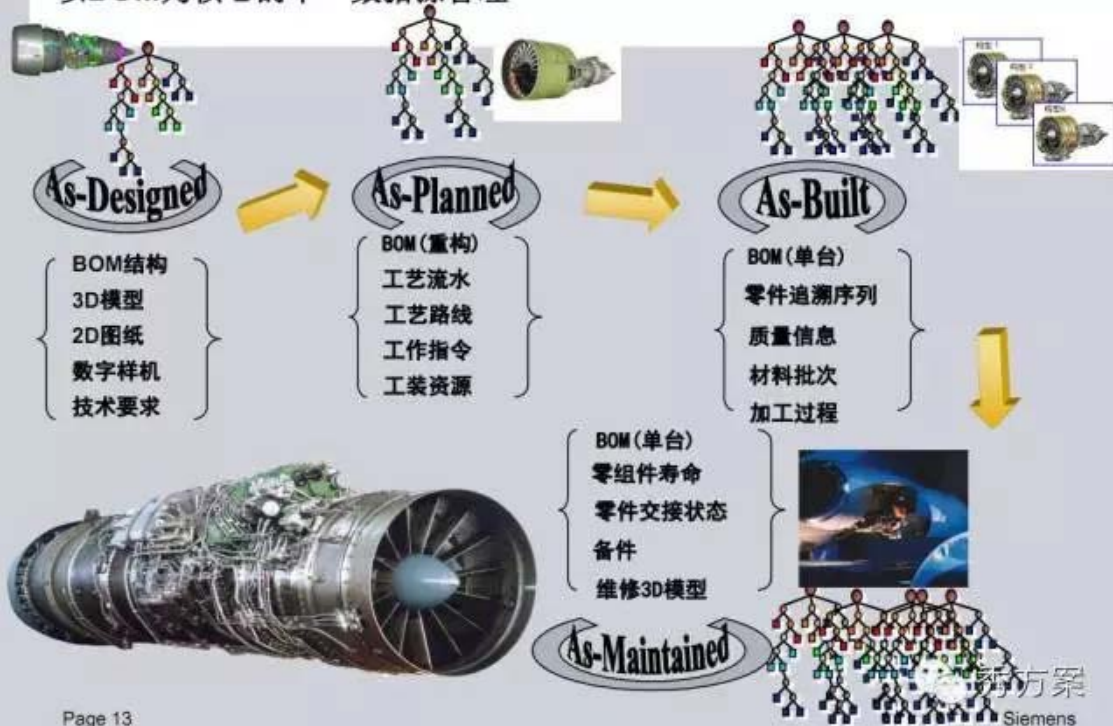 As-Designed
BOM结构
3D模型
2D图纸
数字样机
技术要求
As-Planned
BOM(重构)
工艺流水
工艺路线
工作指令
工装资源
As-Built
BOM(单台)
零件追溯序列
质量信息
材料批次
加工过程
BOM(单台)
零组件寿命
零件交接状态
备件
维修3D模型
As-Maintained
方案
Page 13
Siemens